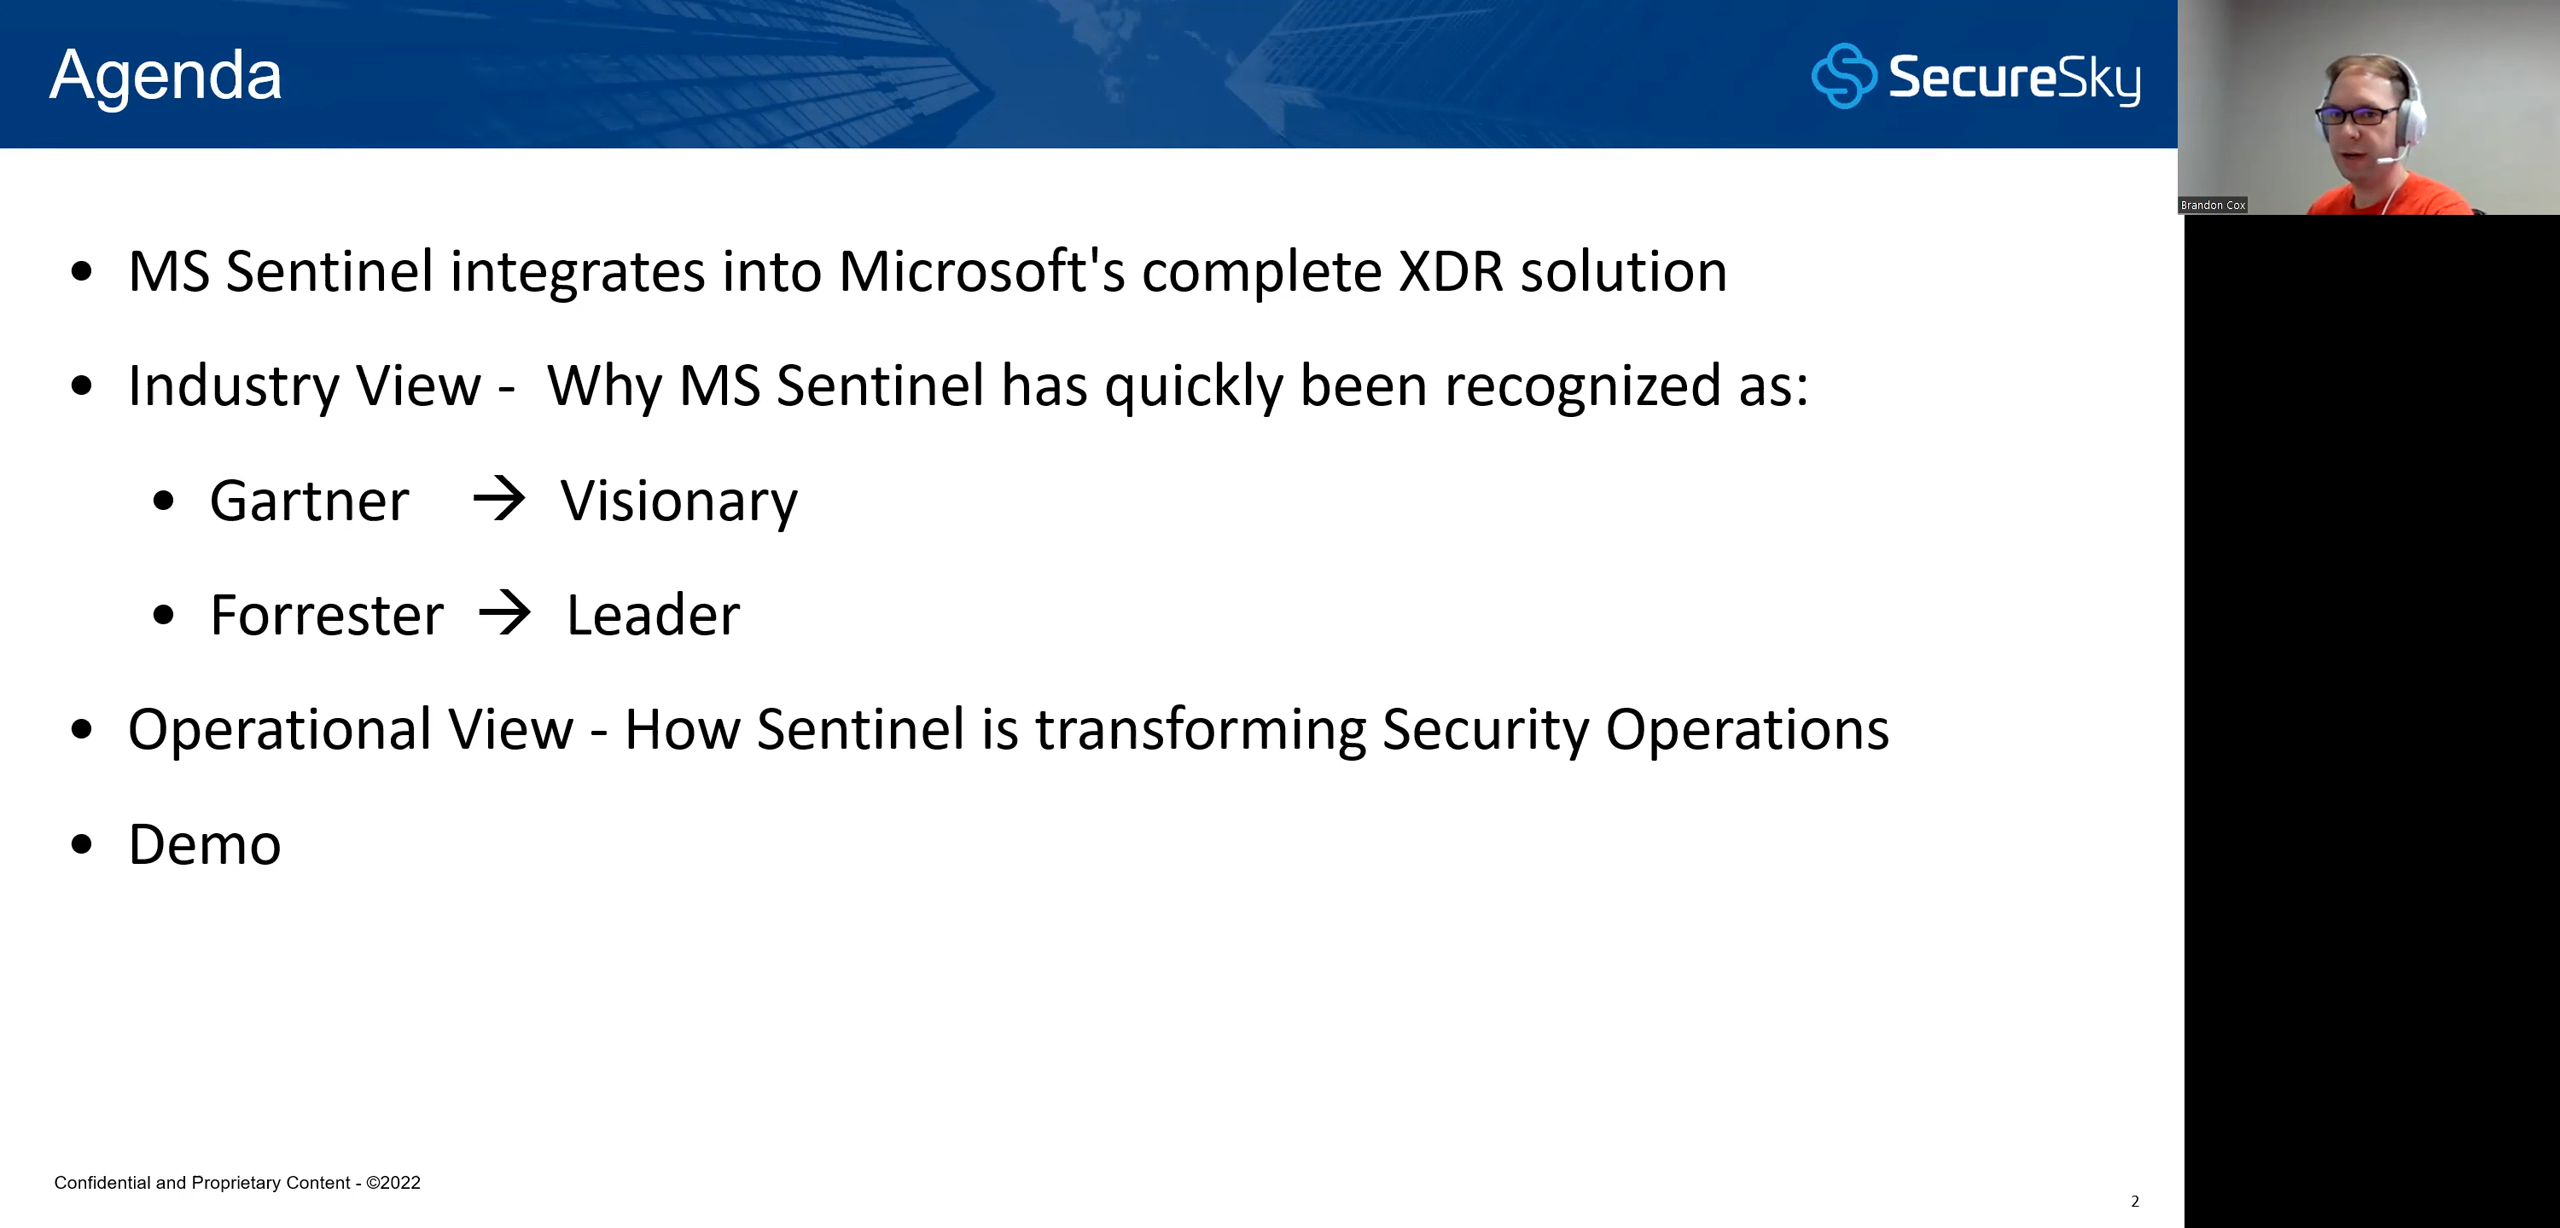 Agenda
SecureSky
Brandon Cox
• MS Sentinel integrates into Microsoft's complete XDR solution
• Industry View -  Why MS Sentinel has quickly been recognized as:
• Gartner → Visionary
• Forrester → Leader
• Operational View - How Sentinel is transforming Security Operations
• Demo
Confidential and Proprietary Content - ©2022
2